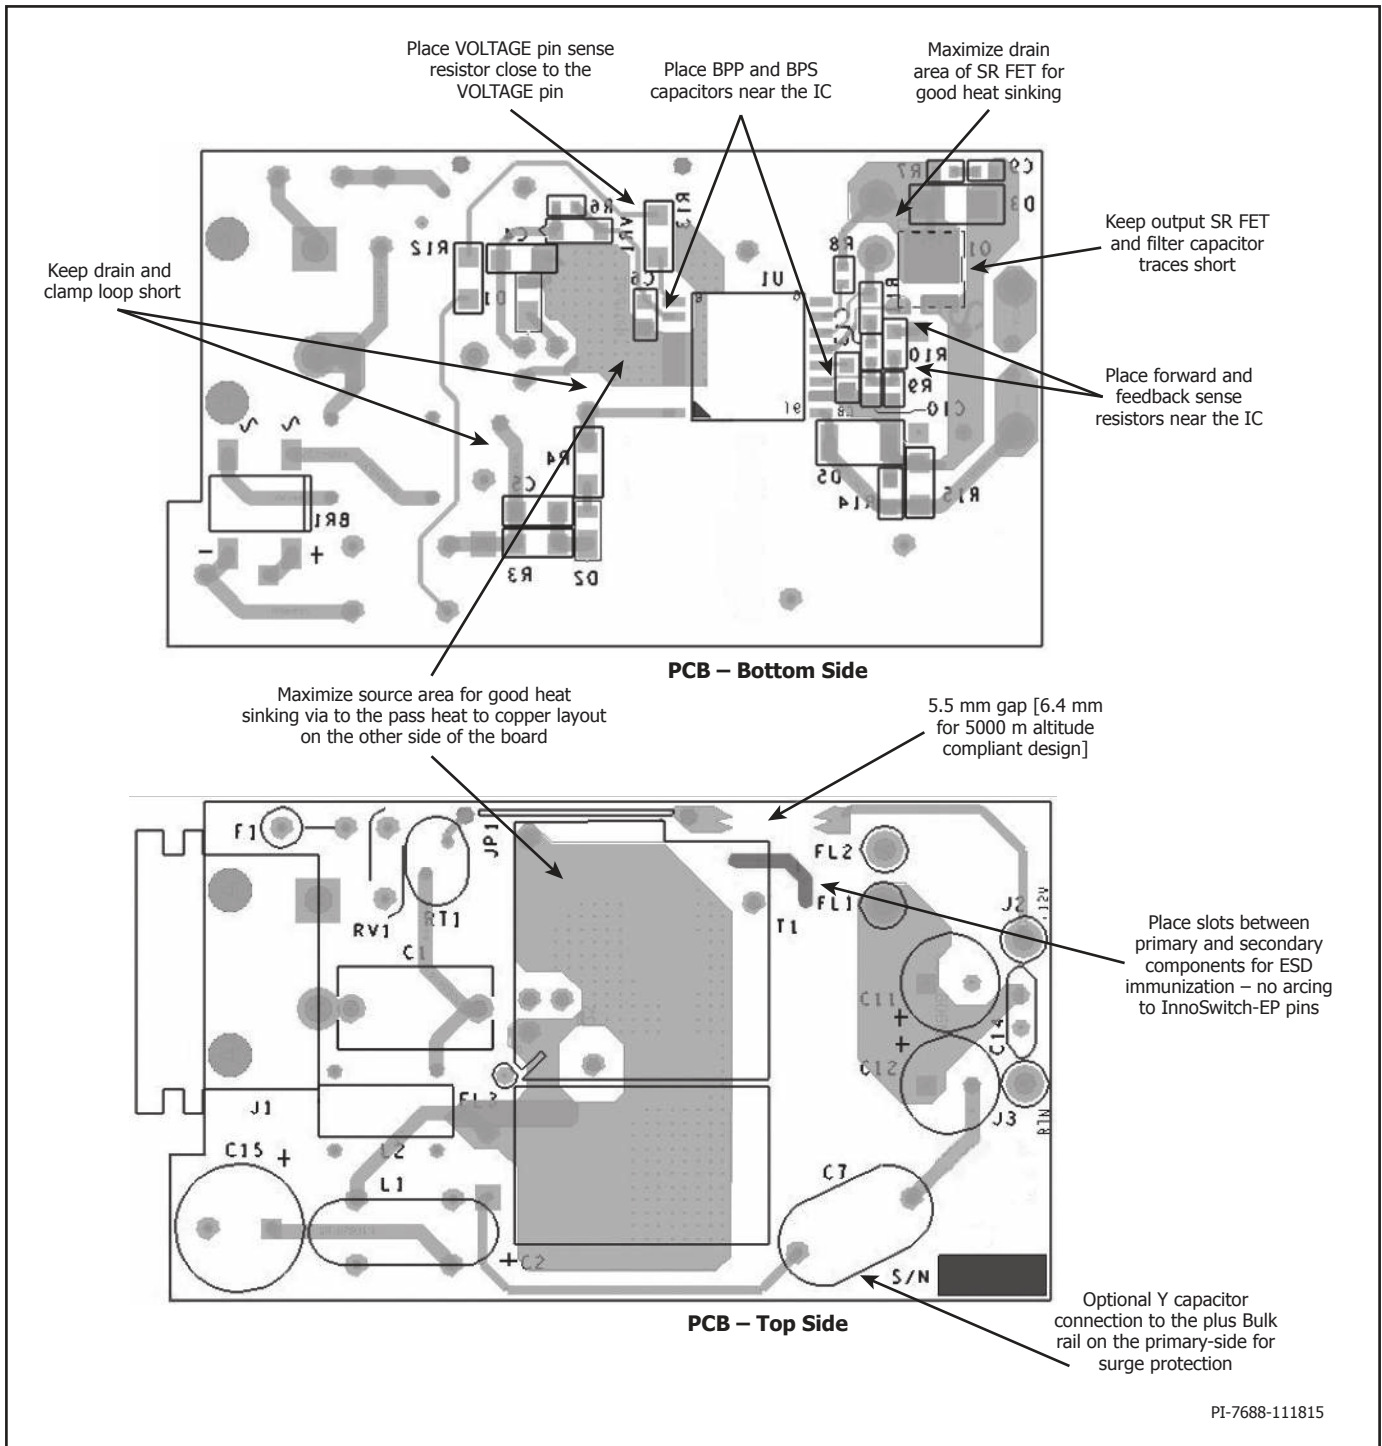 Place VOLTAGE pin sense
resistor close to the
VOLTAGE pin
Place BPP and BPS
capacitors near the IC
Maximize drain
area of SR FET for
good heat sinking
Keep drain and
clamp loop short
Keep output SR FET
and filter capacitor
traces short
Place forward and
feedback sense
resistors near the IC
R7
C9
D3
R6
R13
R12
VR1
R8
Q1
C6
U1
R10
R9
C10
16
R4
C5
D5
R14
R15
BR1
-
+
R3
D2
PCB – Bottom Side
Maximize source area for good heat
sinking via to the pass heat to copper layout
on the other side of the board
5.5 mm gap [6.4 mm
for 5000 m altitude
compliant design]
F1
JP1
FL2
FL1
J2
RV1
RT1
T1
C1
C11
+
+
C12
C14
J3
RTN
J1
C15
+
L2
L1
FL3
C7
+C2
S/N
Place slots between
primary and secondary
components for ESD
immunization – no arcing
to InnoSwitch-EP pins
PCB – Top Side
Optional Y capacitor
connection to the plus Bulk
rail on the primary-side for
surge protection
PI-7688-111815